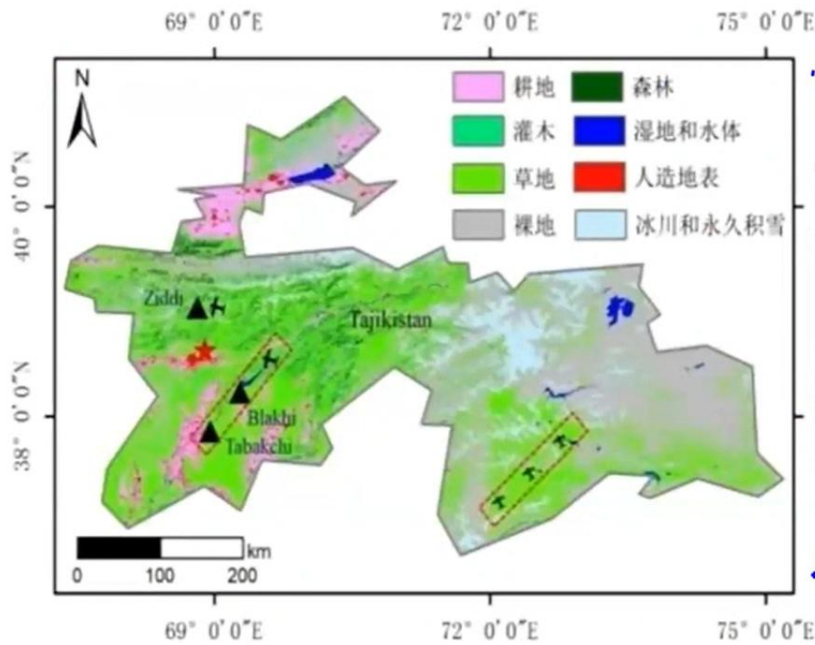 69° 0′0″E 72° 0′0″E 75° 0′0″E
N
耕地 森林
灌木 湿地和水体
草地 人造地表
裸地 冰川和永久积雪
40° 0′0″N
Ziddi
Tajikistan
38° 0′0″N
Blakhi
Tabakchi
km
0 100 200
69° 0′0″E 72° 0′0″E 75° 0′0″E